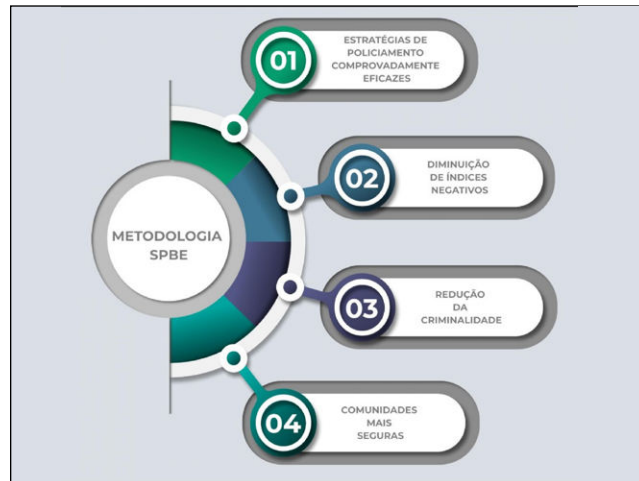 01
ESTRATÉGIAS DE
POLICIAMENTO
COMPROVADAMENTE
EFICAZES
02
DIMINUIÇÃO
DE ÍNDICES
NEGATIVOS
METODOLOGIA
SPBE
03
REDUÇÃO
DA
CRIMINALIDADE
04
COMUNIDADES
MAIS
SEGURAS